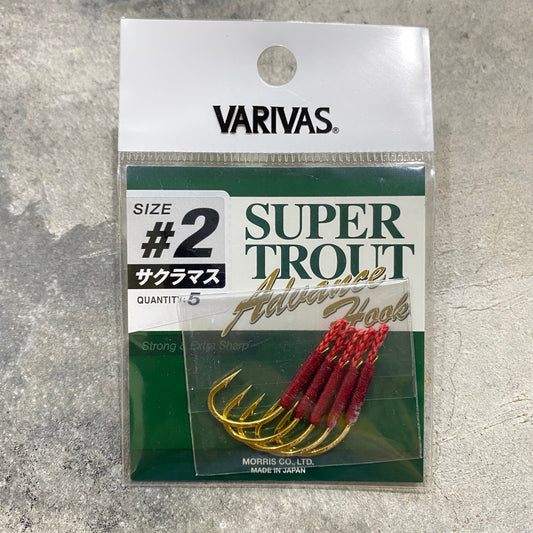 VARIVAS®
SIZE
#2
サクラマス
QUANTITY: 5
SUPER
TROUT
Advance
Hook
Strong & Extra Sharp
MORRIS CO., LTD.
MADE IN JAPAN